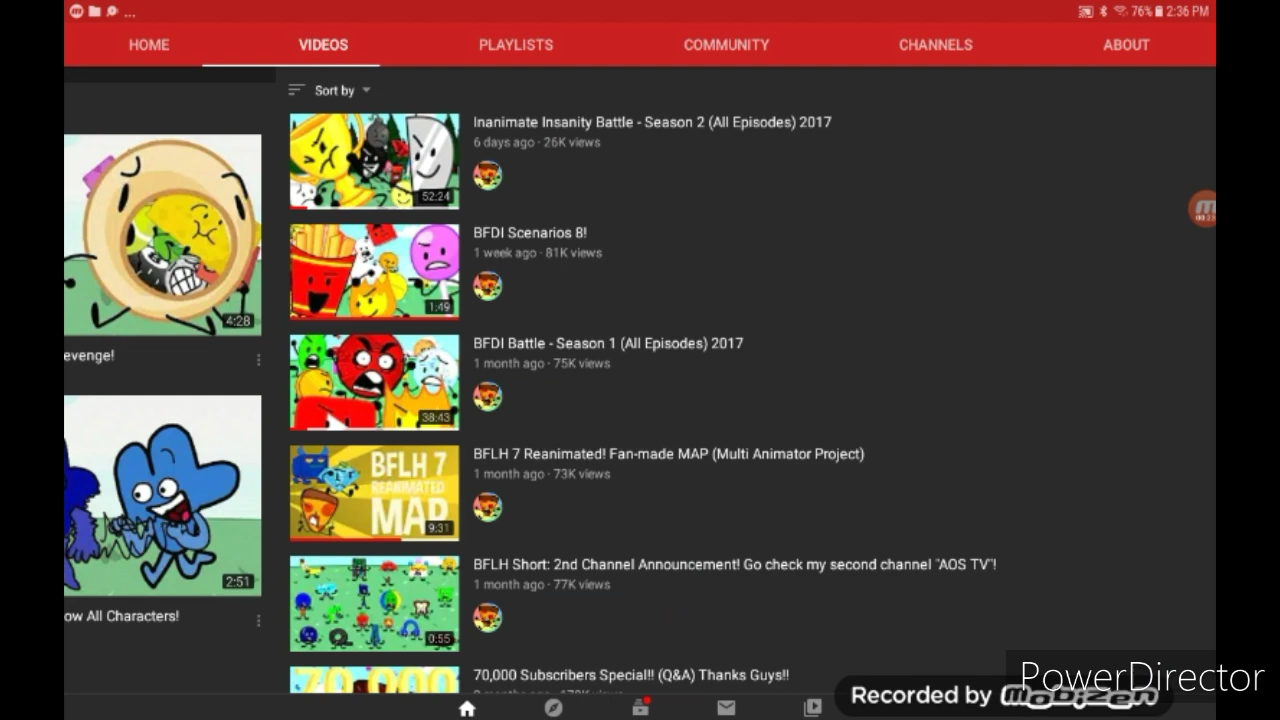 ... 76% 2:36 PM
HOME VIDEOS PLAYLISTS COMMUNITY CHANNELS ABOUT
Sort by
4:28
evenge!
2:51
ow All Characters!
52:24
Inanimate Insanity Battle - Season 2 (All Episodes) 2017
6 days ago · 26K views
1:49
BFDI Scenarios 8!
1 week ago · 81K views
38:43
BFDI Battle - Season 1 (All Episodes) 2017
1 month ago · 75K views
BFLH 7
REANIMATED
MAP
9:31
BFLH 7 Reanimated! Fan-made MAP (Multi Animator Project)
1 month ago · 73K views
0:55
BFLH Short: 2nd Channel Announcement! Go check my second channel "AOS TV"!
1 month ago · 77K views
70,000
70,000 Subscribers Special!! (Q&A) Thanks Guys!!
PowerDirector
Recorded by Mobizen